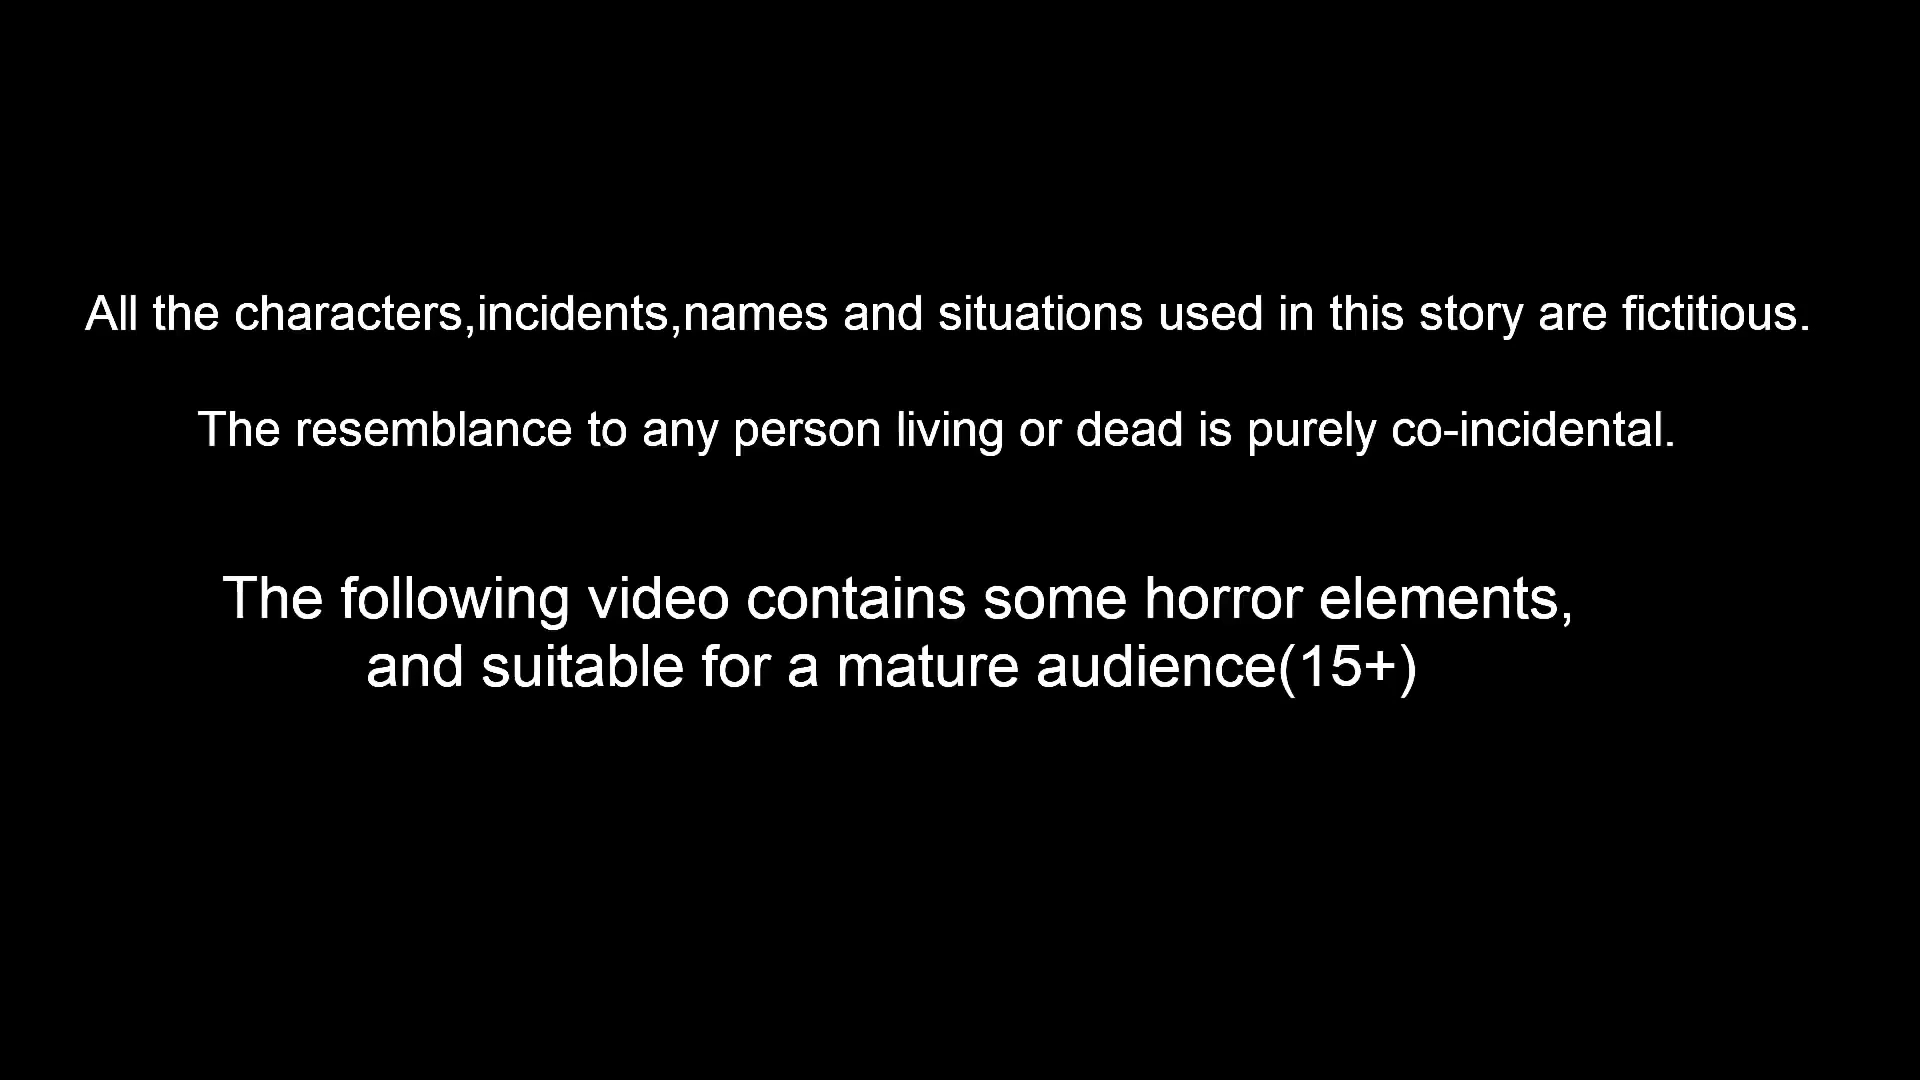 All the characters,incidents,names and situations used in this story are fictitious.
The resemblance to any person living or dead is purely co-incidental.
The following video contains some horror elements,
and suitable for a mature audience(15+)